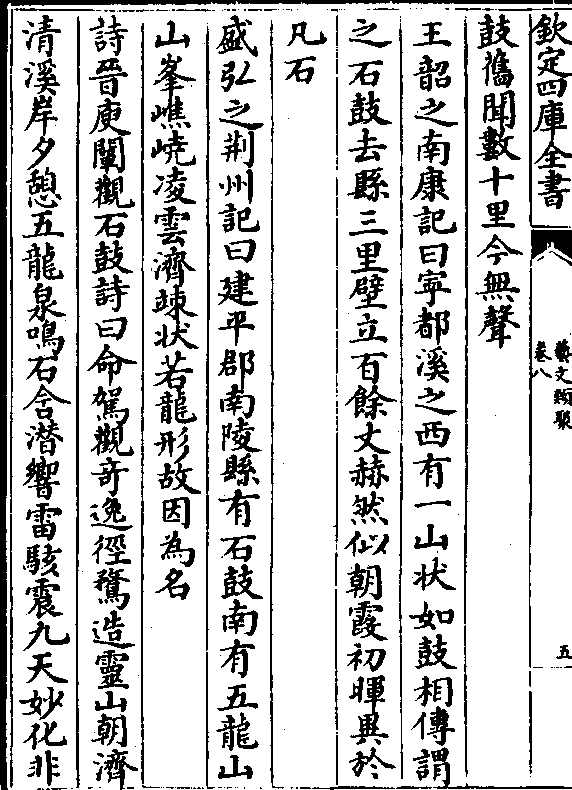 欽定四庫全書
藝文類聚
卷八
五
鼓舊聞數十里今無聲
王韶之南康記曰寧都溪之西有一山状如鼓相傳謂
之石鼓去縣三里壁立百餘丈赫然似朝霞初暉異於
凡石
盛弘之荆州記曰建平郡南陵縣有石鼓南有五龍山
山峯嶕嶢凌雲濟竦状若龍形故因為名
詩晉庾闡觀石鼓詩曰命駕觀奇逸徑騖造靈山朝濟
清溪岸夕憩五龍泉鳴石含潛響雷駭震九天妙化非